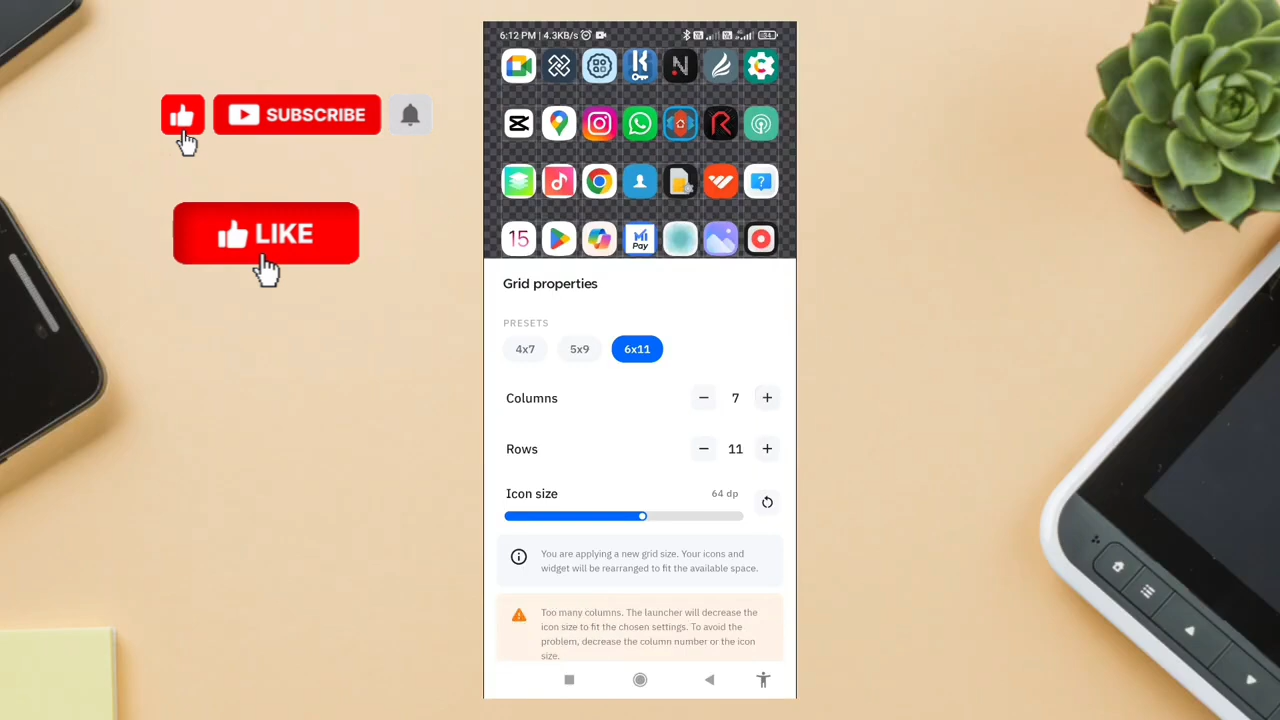 SUBSCRIBE
LIKE
6:12 PM | 4.3KB/s
15
Mi
Pay
Grid properties
PRESETS
4x7 5x9 6x11
Columns − 7 +
Rows − 11 +
Icon size 64 dp
You are applying a new grid size. Your icons and
widget will be rearranged to fit the available space.
Too many columns. The launcher will decrease the
icon size to fit the chosen settings. To avoid the
problem, decrease the column number or the icon
size.